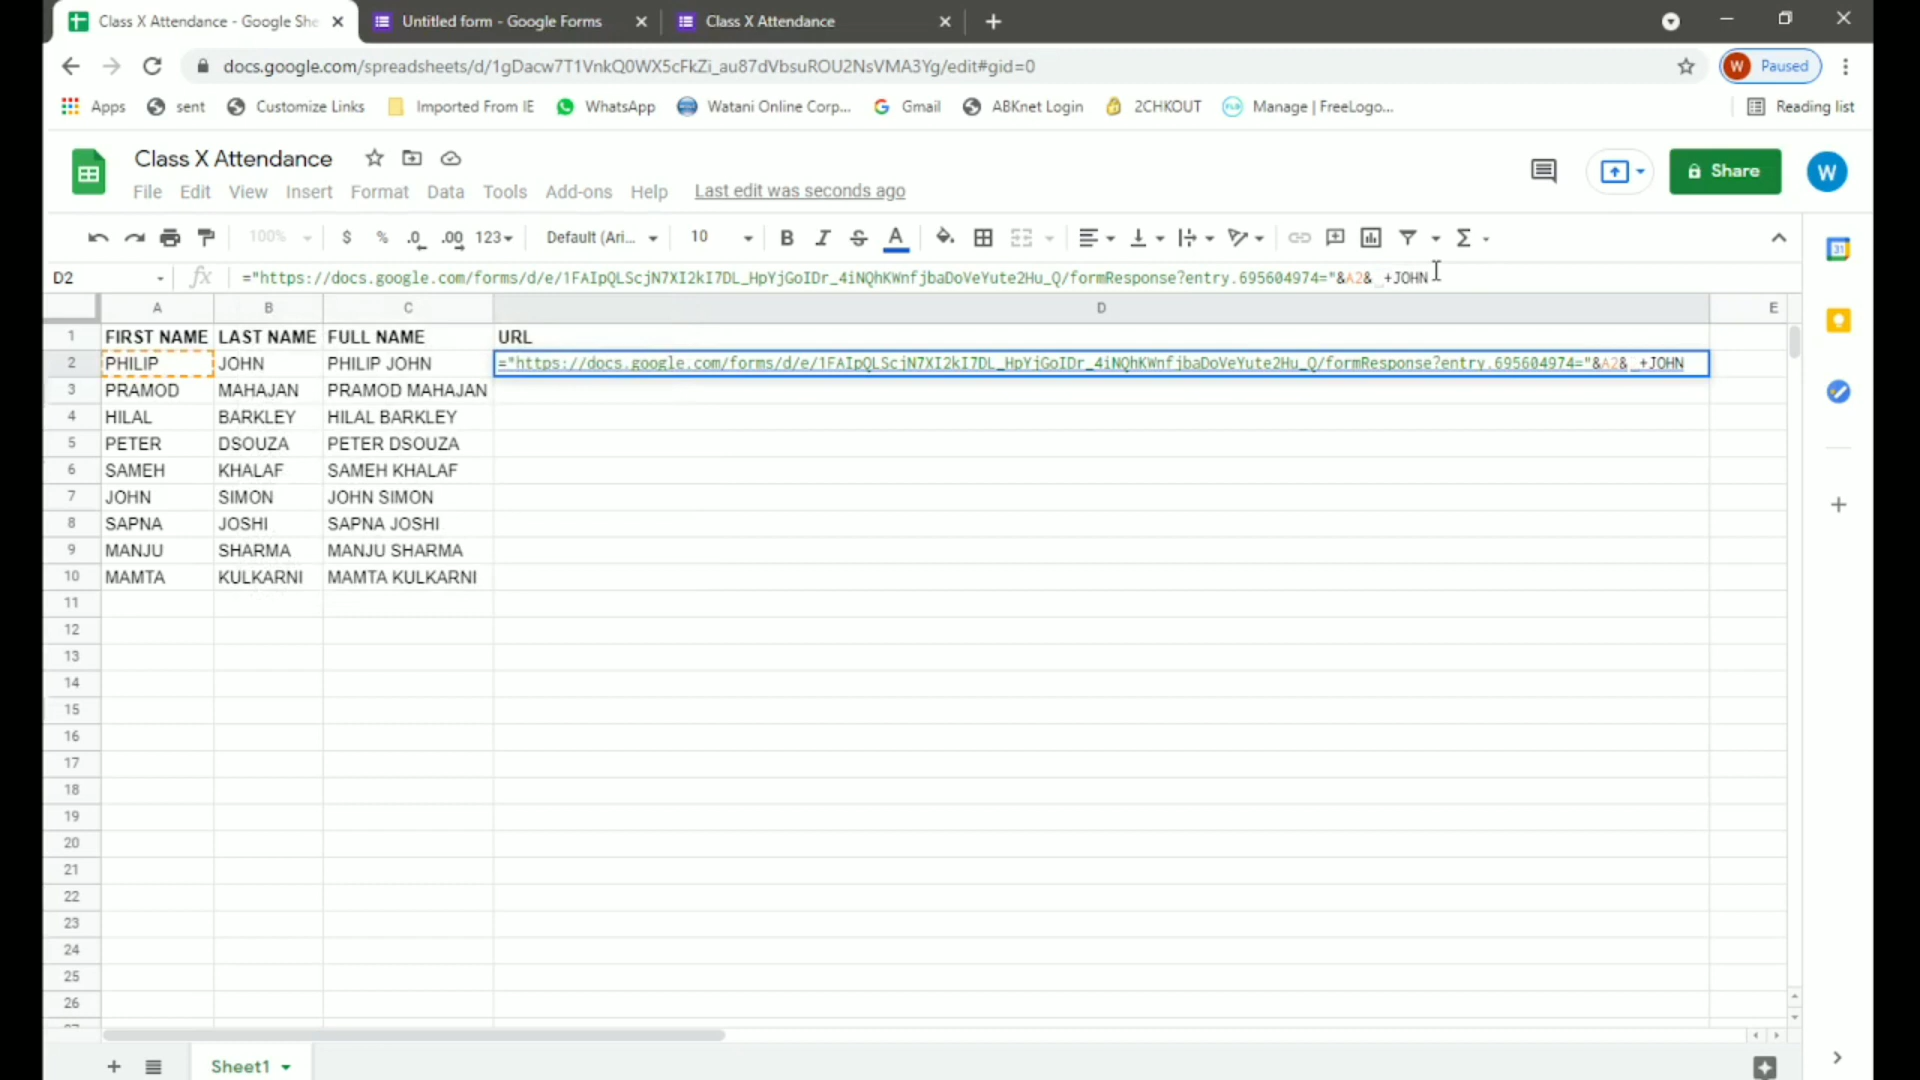 Class X Attendance - Google She
Untitled form - Google Forms
Class X Attendance
docs.google.com/spreadsheets/d/1gDacw7T1VnkQ0WX5cFkZi_au87dVbsuROU2NsVMA3Yg/edit#gid=0
W Paused
Apps
sent
Customize Links
Imported From IE
WhatsApp
Watani Online Corp...
Gmail
ABKnet Login
2CHKOUT
Manage | FreeLogo...
Reading list
Class X Attendance
Share
W
File Edit View Insert Format Data Tools Add-ons Help Last edit was seconds ago
100% $ % .0 .00 123 Default (Ari... 10 B I S A
D2 fx ="https://docs.google.com/forms/d/e/1FAIpQLScjN7XI2kI7DL_HpYjGoIDr_4iNQhKWnfjbaDoVeYute2Hu_Q/formResponse?entry.695604974="&A2& +JOHN
A B C D E
1 FIRST NAME LAST NAME FULL NAME URL
2 PHILIP JOHN PHILIP JOHN ="https://docs.google.com/forms/d/e/1FAIpQLScjN7XI2kI7DL_HpYjGoIDr_4iNQhKWnfjbaDoVeYute2Hu_Q/formResponse?entry.695604974="&A2& +JOHN
3 PRAMOD MAHAJAN PRAMOD MAHAJAN
4 HILAL BARKLEY HILAL BARKLEY
5 PETER DSOUZA PETER DSOUZA
6 SAMEH KHALAF SAMEH KHALAF
7 JOHN SIMON JOHN SIMON
8 SAPNA JOSHI SAPNA JOSHI
9 MANJU SHARMA MANJU SHARMA
10 MAMTA KULKARNI MAMTA KULKARNI
11
12
13
14
15
16
17
18
19
20
21
22
23
24
25
26
Sheet1